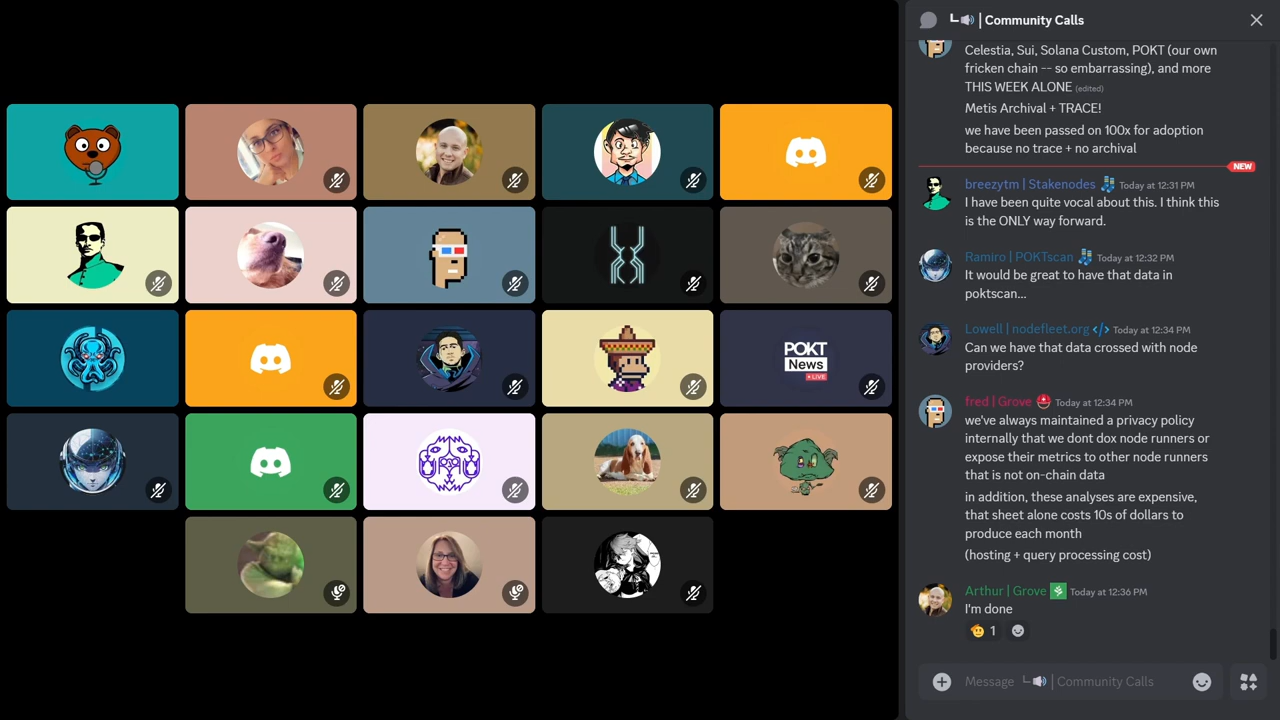 POKT
News
LIVE
| Community Calls
Celestia, Sui, Solana Custom, POKT (our own
fricken chain -- so embarrassing), and more
THIS WEEK ALONE (edited)
Metis Archival + TRACE!
we have been passed on 100x for adoption
because no trace + no archival
NEW
breezytm | Stakenodes Today at 12:31 PM
I have been quite vocal about this. I think this
is the ONLY way forward.
Ramiro | POKTscan Today at 12:32 PM
It would be great to have that data in
poktscan...
Lowell | nodefleet.org Today at 12:34 PM
Can we have that data crossed with node
providers?
fred | Grove Today at 12:34 PM
we've always maintained a privacy policy
internally that we dont dox node runners or
expose their metrics to other node runners
that is not on-chain data
in addition, these analyses are expensive,
that sheet alone costs 10s of dollars to
produce each month
(hosting + query processing cost)
Arthur | Grove Today at 12:36 PM
I'm done
1
Message | Community Calls